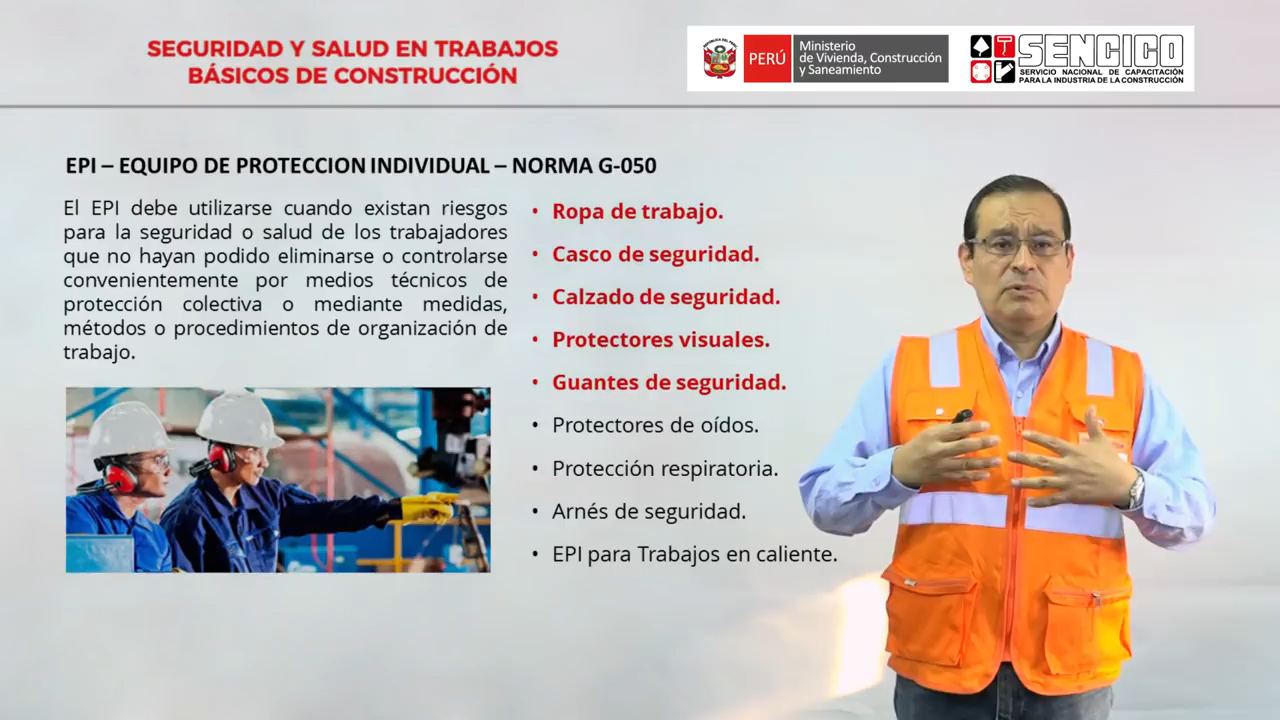 SEGURIDAD Y SALUD EN TRABAJOS
BÁSICOS DE CONSTRUCCIÓN
PERÚ
Ministerio
de Vivienda, Construcción
y Saneamiento
SENCICO
SERVICIO NACIONAL DE CAPACITACIÓN
PARA LA INDUSTRIA DE LA CONSTRUCCIÓN
EPI – EQUIPO DE PROTECCION INDIVIDUAL – NORMA G-050
El EPI debe utilizarse cuando existan riesgos
para la seguridad o salud de los trabajadores
que no hayan podido eliminarse o controlarse
convenientemente por medios técnicos de
protección colectiva o mediante medidas,
métodos o procedimientos de organización de
trabajo.
• Ropa de trabajo.
• Casco de seguridad.
• Calzado de seguridad.
• Protectores visuales.
• Guantes de seguridad.
• Protectores de oídos.
• Protección respiratoria.
• Arnés de seguridad.
• EPI para Trabajos en caliente.